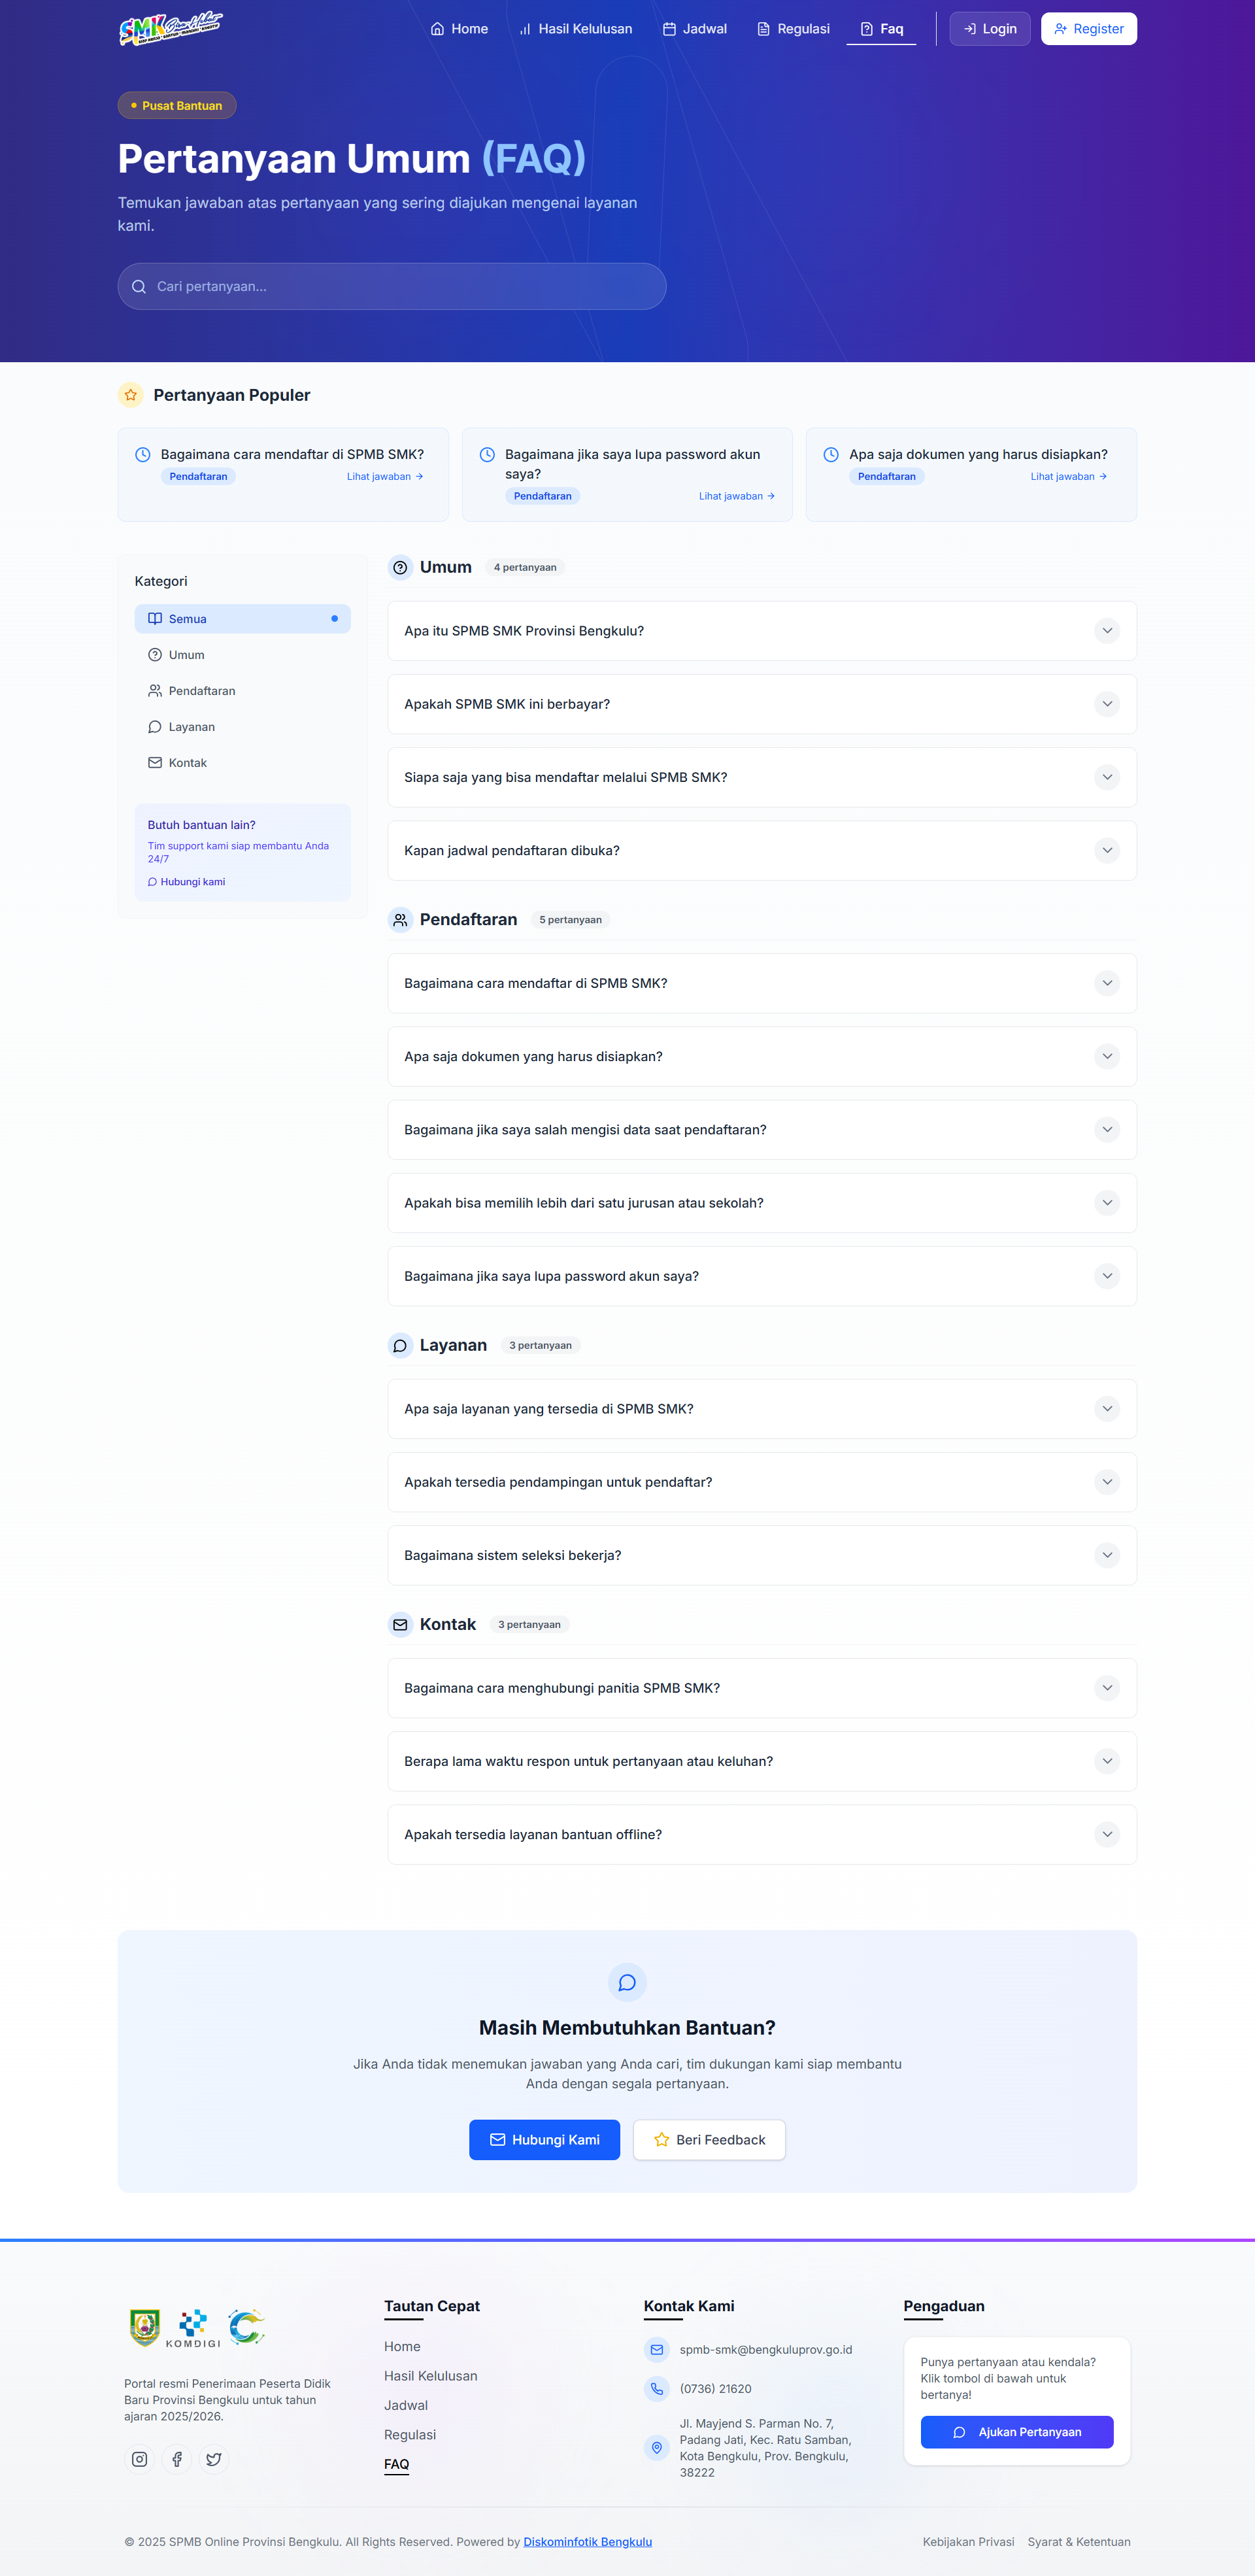 SMK
Home
Hasil Kelulusan
Jadwal
Regulasi
Faq
Login
Register
Pusat Bantuan
Pertanyaan Umum (FAQ)
Temukan jawaban atas pertanyaan yang sering diajukan mengenai layanan
kami.
Cari pertanyaan...
Pertanyaan Populer
Bagaimana cara mendaftar di SPMB SMK?
Pendaftaran
Lihat jawaban →
Bagaimana jika saya lupa password akun
saya?
Pendaftaran
Lihat jawaban →
Apa saja dokumen yang harus disiapkan?
Pendaftaran
Lihat jawaban →
Kategori
Semua
Umum
Pendaftaran
Layanan
Kontak
Butuh bantuan lain?
Tim support kami siap membantu Anda
24/7
Hubungi kami
Umum
4 pertanyaan
Apa itu SPMB SMK Provinsi Bengkulu?
Apakah SPMB SMK ini berbayar?
Siapa saja yang bisa mendaftar melalui SPMB SMK?
Kapan jadwal pendaftaran dibuka?
Pendaftaran
5 pertanyaan
Bagaimana cara mendaftar di SPMB SMK?
Apa saja dokumen yang harus disiapkan?
Bagaimana jika saya salah mengisi data saat pendaftaran?
Apakah bisa memilih lebih dari satu jurusan atau sekolah?
Bagaimana jika saya lupa password akun saya?
Layanan
3 pertanyaan
Apa saja layanan yang tersedia di SPMB SMK?
Apakah tersedia pendampingan untuk pendaftar?
Bagaimana sistem seleksi bekerja?
Kontak
3 pertanyaan
Bagaimana cara menghubungi panitia SPMB SMK?
Berapa lama waktu respon untuk pertanyaan atau keluhan?
Apakah tersedia layanan bantuan offline?
Masih Membutuhkan Bantuan?
Jika Anda tidak menemukan jawaban yang Anda cari, tim dukungan kami siap membantu
Anda dengan segala pertanyaan.
Hubungi Kami
Beri Feedback
KOMDIGI
Portal resmi Penerimaan Peserta Didik
Baru Provinsi Bengkulu untuk tahun
ajaran 2025/2026.
Tautan Cepat
Home
Hasil Kelulusan
Jadwal
Regulasi
FAQ
Kontak Kami
spmb-smk@bengkuluprov.go.id
(0736) 21620
Jl. Mayjend S. Parman No. 7,
Padang Jati, Kec. Ratu Samban,
Kota Bengkulu, Prov. Bengkulu,
38222
Pengaduan
Punya pertanyaan atau kendala?
Klik tombol di bawah untuk
bertanya!
Ajukan Pertanyaan
© 2025 SPMB Online Provinsi Bengkulu. All Rights Reserved. Powered by Diskominfotik Bengkulu
Kebijakan Privasi
Syarat & Ketentuan